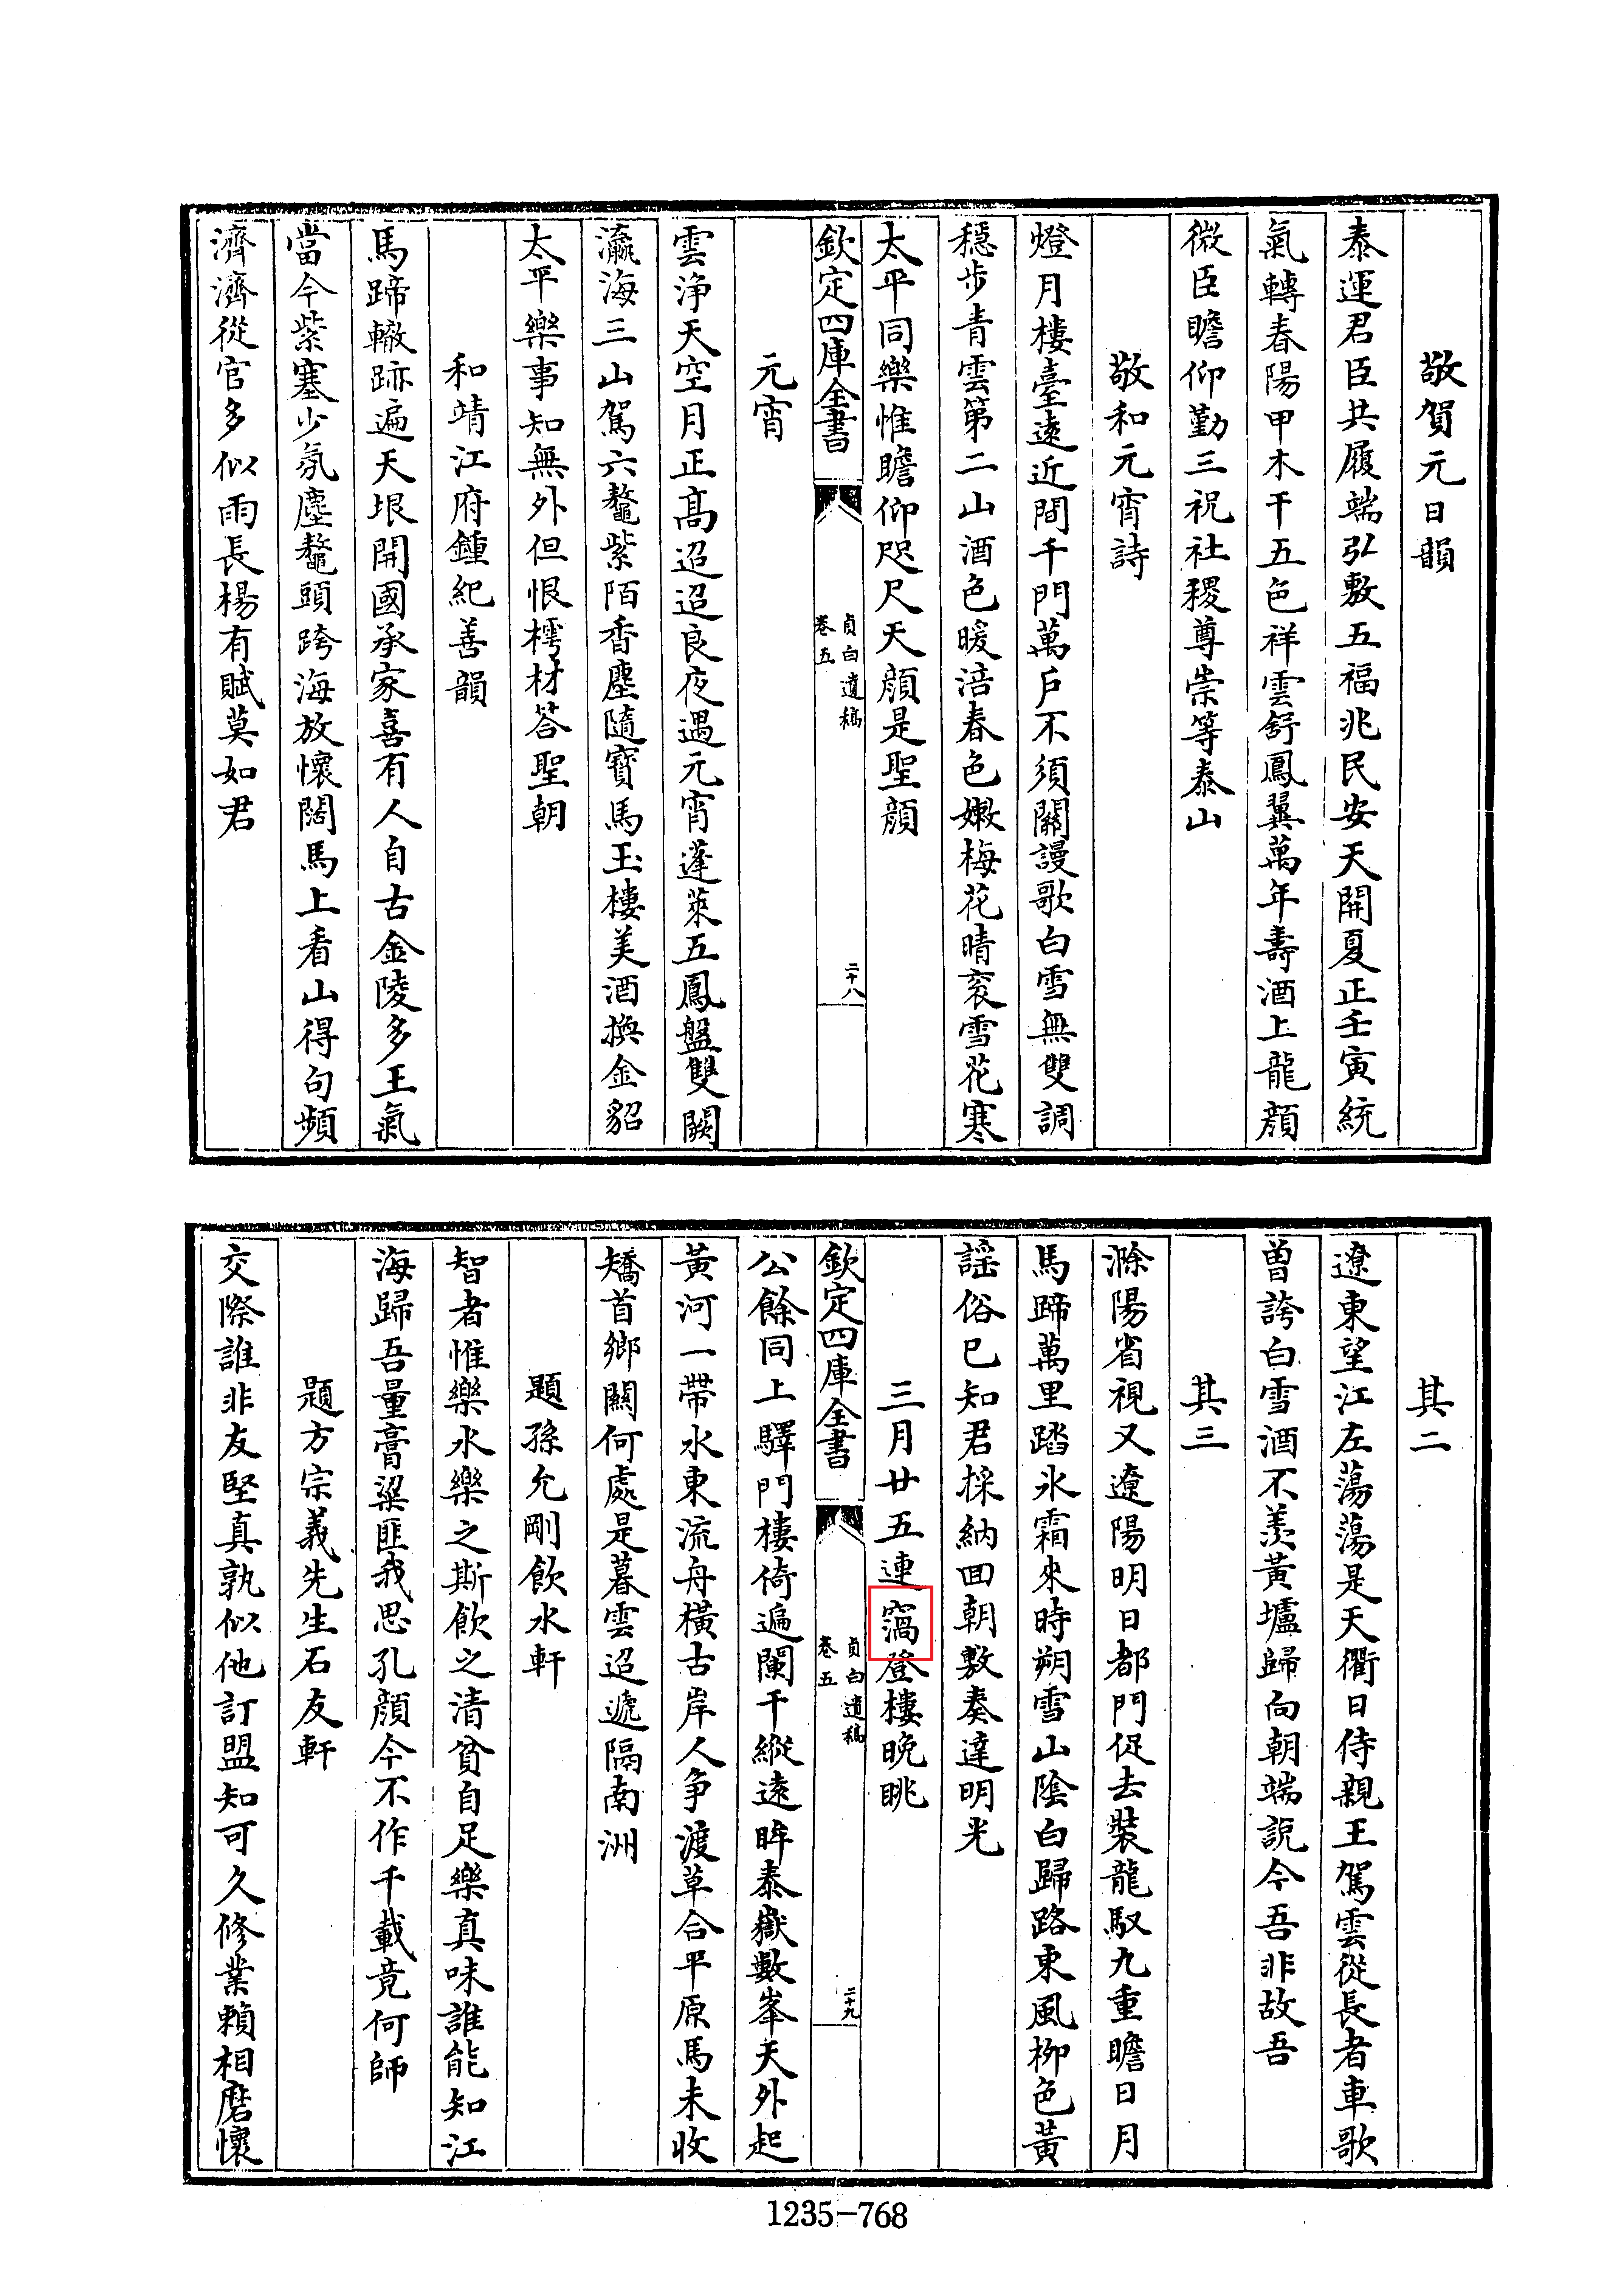 敬賀元日韻
泰運君臣共履端弘敷五福兆民安天開夏正壬寅統
氣轉春陽甲木干五色祥雲舒鳳翼萬年壽酒上龍顔
微臣瞻仰勤三祝社稷尊崇等泰山
敬和元宵詩
燈月樓臺遠近間千門萬戶不須關謾歌白雪無雙調
穏步青雲第二山酒色暖涪春色嫩梅花晴衮雪花寒
太平同樂惟瞻仰咫尺天顔是聖顔
欽定四庫全書
貞白遺稿
卷五
二十八
元宵
雲浄天空月正髙迢迢良夜遇元宵蓬萊五鳳盤雙闕
瀛海三山駕六鼇紫陌香塵隨寶馬玉樓美酒換金貂
太平樂事知無外但恨樗材答聖朝
和靖江府鍾紀善韻
馬蹄轍跡遍天垠開國承家喜有人自古金陵多王氣
當今紫塞少氛塵鼇頭跨海放懷闊馬上看山得句頻
濟濟從官多似雨長楊有賦莫如君
其二
遼東望江左蕩蕩是天衢日侍親王駕雲從長者車歌
曽誇白雪酒不羨黃壚歸向朝端說今吾非故吾
其三
滁陽省視又遼陽明日都門促去裝龍馭九重瞻日月
馬蹄萬里踏氷霜來時朔雪山陰白歸路東風柳色黃
謡俗已知君採納囬朝敷奏達明光
三月廿五連窩登樓晚眺
欽定四庫全書
貞白遺稿
卷五
二十九
公餘同上驛門樓倚遍闌干縱遠眸泰嶽數峯天外起
黃河一帶水東流舟橫古岸人争渡草合平原馬未收
矯首鄉關何處是暮雲迢遞隔南洲
題孫允剛飲水軒
智者惟樂水樂之斯飲之清貧自足樂真味誰能知江
海歸吾量膏粱匪我思孔顔今不作千載竟何師
題方宗義先生石友軒
交際誰非友堅真孰似他訂盟知可久修業賴相磨懷
1235-768